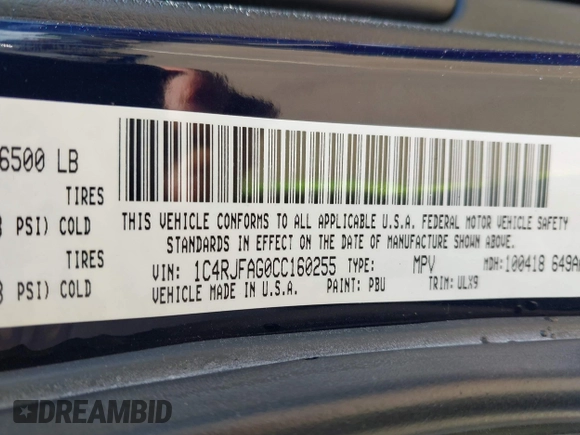 6500 LB
TIRES
PSI) COLD
TIRES
PSI) COLD
THIS VEHICLE CONFORMS TO ALL APPLICABLE U.S.A. FEDERAL MOTOR VEHICLE SAFETY
STANDARDS IN EFFECT ON THE DATE OF MANUFACTURE SHOWN ABOVE.
VIN: 1C4RJFAG0CC160255 TYPE: MPV MDH: 100418 649A
VEHICLE MADE IN U.S.A. PAINT: PBU TRIM: ULX9
DREAMBID